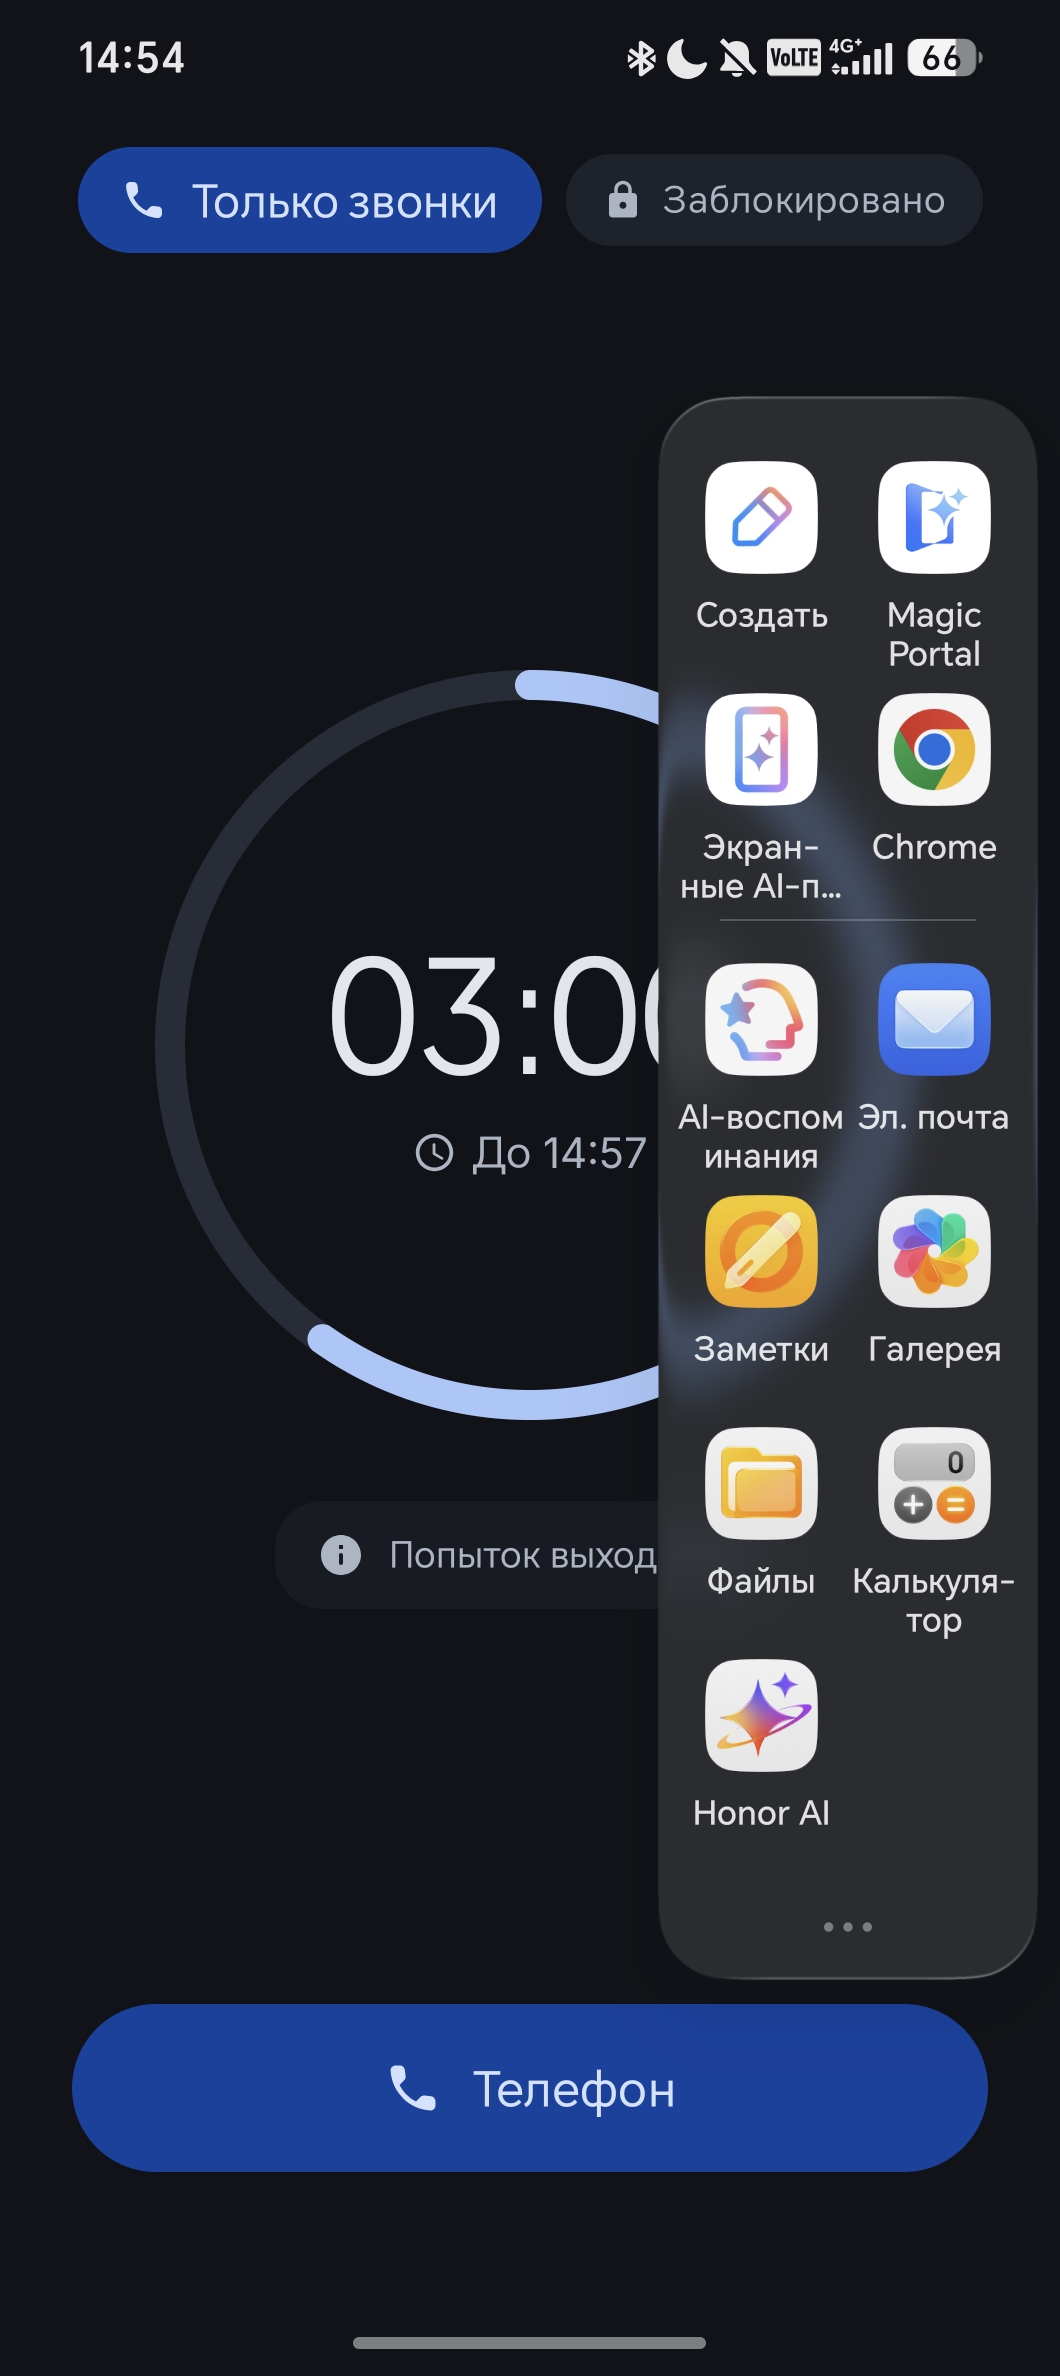 14:54
VoLTE 4G+ 66
Только звонки
Заблокировано
Создать
Magic
Portal
Экран-
ные AI-п...
Chrome
03:0
До 14:57
AI-воспом
инания
Эл. почта
Заметки
Галерея
Попыток выход
0
Файлы
Калькуля-
тор
Honor AI
Телефон